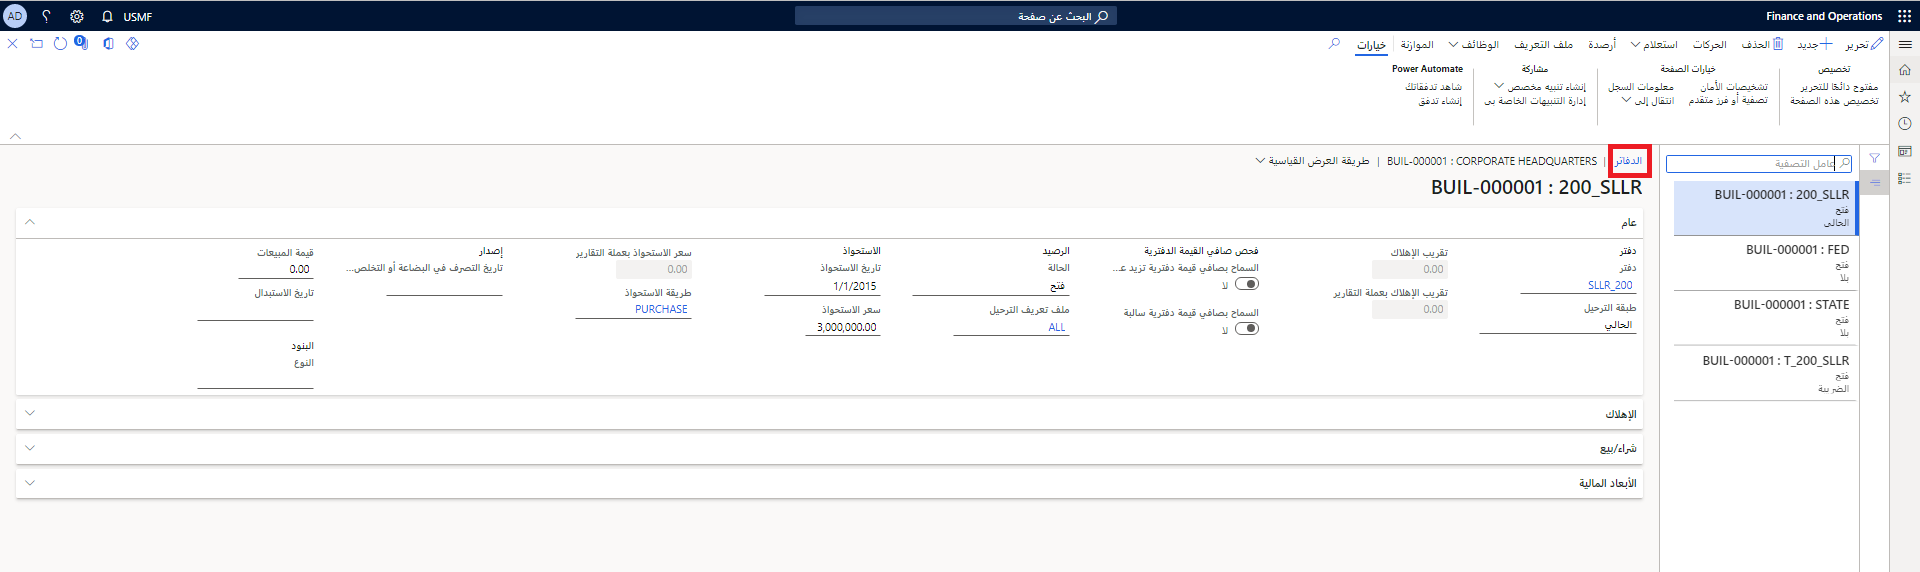 Finance and Operations
البحث عن صفحة
USMF
؟
AD
تحرير
جديد
الحذف
الحركات
استعلام
أرصدة
ملف التعريف
الوظائف
الموازنة
خيارات
0
تخصيص
مفتوح دائمًا للتحرير
تخصيص هذه الصفحة
خيارات الصفحة
تشخيصات الأمان
تصفية أو فرز متقدم
معلومات السجل
انتقال إلى
مشاركة
إنشاء تنبيه مخصص
إدارة التنبيهات الخاصة بي
Power Automate
شاهد تدفقاتك
إنشاء تدفق
عامل التصفية
BUIL-000001 : 200_SLLR
فتح
الحالي
BUIL-000001 : FED
فتح
بلا
BUIL-000001 : STATE
فتح
بلا
BUIL-000001 : T_200_SLLR
فتح
الضريبة
الدفاتر | BUIL-000001 : CORPORATE HEADQUARTERS | طريقة العرض القياسية
BUIL-000001 : 200_SLLR
عام
دفتر
دفتر
SLLR_200
طبقة الترحيل
الحالي
تقريب الإهلاك
0.00
تقريب الإهلاك بعملة التقارير
0.00
فحص صافي القيمة الدفترية
السماح بصافي قيمة دفترية تزيد عـ...
لا
السماح بصافي قيمة دفترية سالبة
لا
الرصيد
الحالة
فتح
ملف تعريف الترحيل
ALL
الاستحواذ
تاريخ الاستحواذ
1/1/2015
سعر الاستحواذ
3,000,000.00
سعر الاستحواذ بعملة التقارير
0.00
طريقة الاستحواذ
PURCHASE
إصدار
تاريخ التصرف في البضاعة أو التخلص...
قيمة المبيعات
0.00
تاريخ الاستبدال
البنود
النوع
الإهلاك
شراء/بيع
الأبعاد المالية